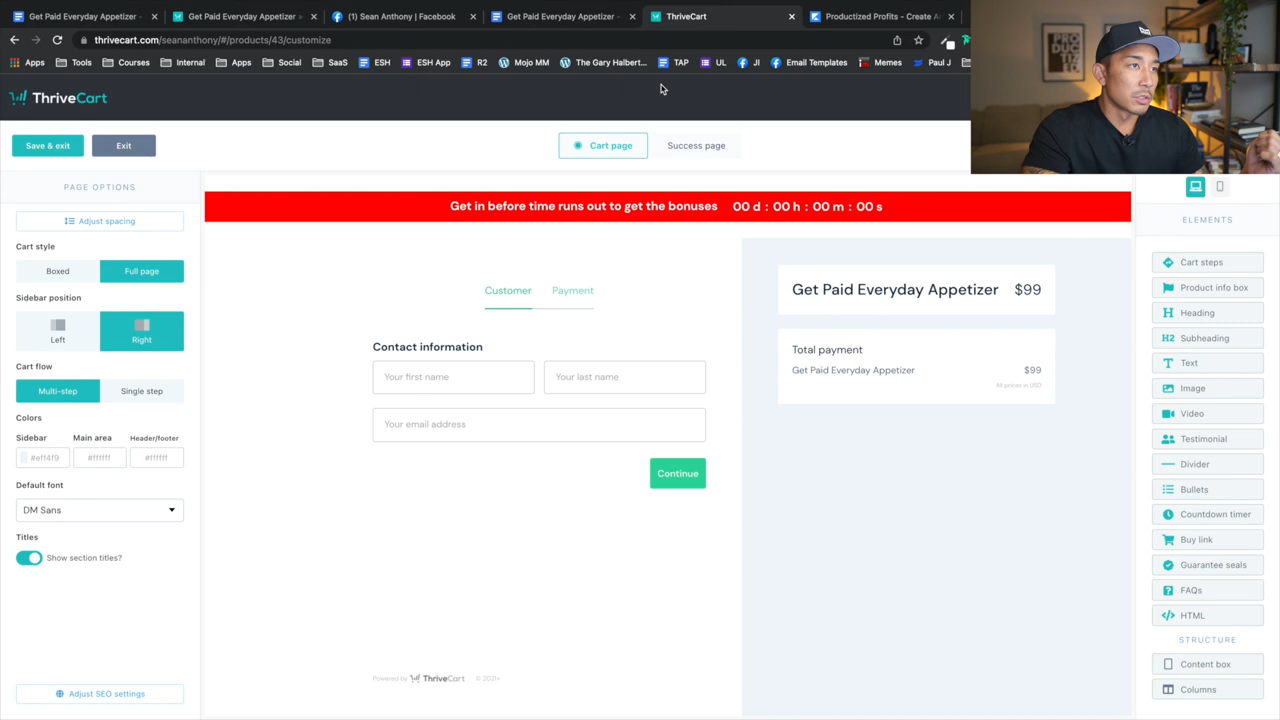 Get Paid Everyday Appetizer -
Get Paid Everyday Appetizer »
(1) Sean Anthony | Facebook
Get Paid Everyday Appetizer -
ThriveCart
Productized Profits - Create A
thrivecart.com/seananthony/#/products/43/customize
Apps
Tools
Courses
Internal
Apps
Social
SaaS
ESH
ESH App
R2
Mojo MM
The Gary Halbert...
TAP
UL
JI
Email Templates
Memes
Paul J
ThriveCart
Save & exit
Exit
Cart page
Success page
PAGE OPTIONS
Adjust spacing
Cart style
Boxed
Full page
Sidebar position
Left
Right
Cart flow
Multi-step
Single step
Colors
Sidebar
Main area
Header/footer
#eff4f9
#ffffff
#ffffff
Default font
DM Sans
Titles
Show section titles?
Adjust SEO settings
Get in before time runs out to get the bonuses 00 d : 00 h : 00 m : 00 s
Customer
Payment
Contact information
Your first name
Your last name
Your email address
Continue
Powered by ThriveCart © 2021+
Get Paid Everyday Appetizer $99
Total payment
Get Paid Everyday Appetizer $99
All prices in USD
ELEMENTS
Cart steps
Product info box
H Heading
H2 Subheading
T Text
Image
Video
Testimonial
Divider
Bullets
Countdown timer
Buy link
Guarantee seals
FAQs
</> HTML
STRUCTURE
Content box
Columns